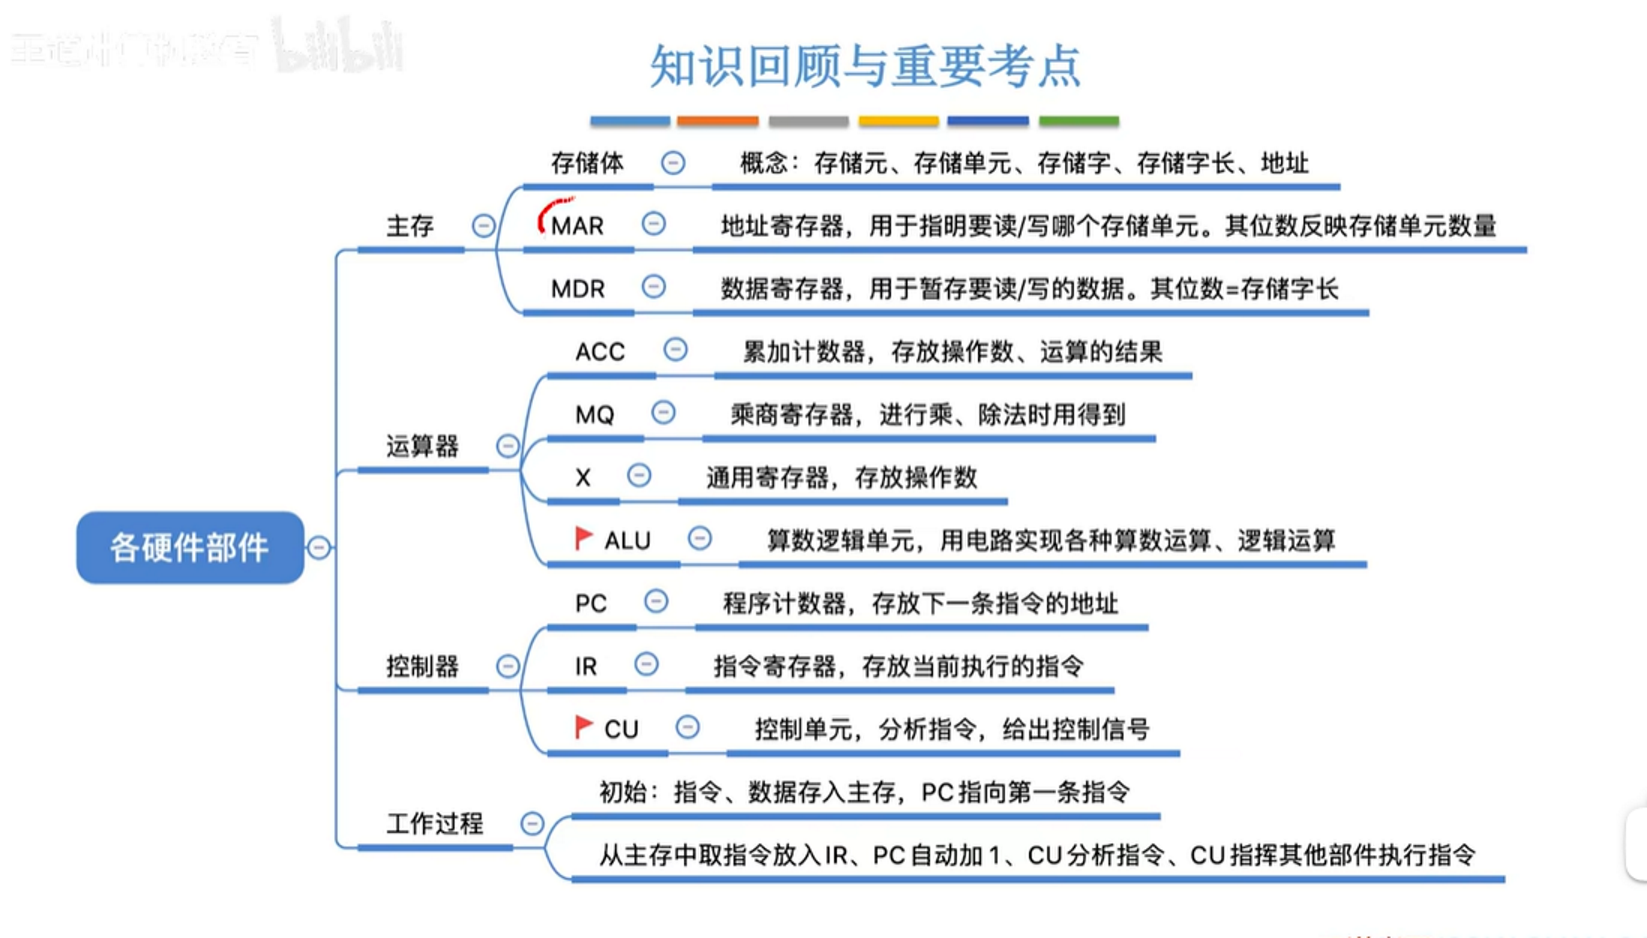 bilibili
知识回顾与重要考点
存储体
概念：存储元、存储单元、存储字、存储字长、地址
主存
MAR
地址寄存器，用于指明要读/写哪个存储单元。其位数反映存储单元数量
MDR
数据寄存器，用于暂存要读/写的数据。其位数=存储字长
ACC
累加计数器，存放操作数、运算的结果
MQ
乘商寄存器，进行乘、除法时用得到
运算器
X
通用寄存器，存放操作数
ALU
算数逻辑单元，用电路实现各种算数运算、逻辑运算
各硬件部件
PC
程序计数器，存放下一条指令的地址
控制器
IR
指令寄存器，存放当前执行的指令
CU
控制单元，分析指令，给出控制信号
工作过程
初始：指令、数据存入主存，PC指向第一条指令
从主存中取指令放入IR、PC自动加1、CU分析指令、CU指挥其他部件执行指令